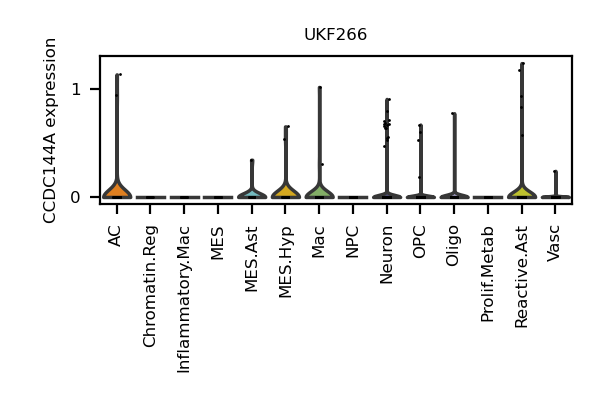 UKF266
CCDC144A expression
1
0
AC
Chromatin.Reg
Inflammatory.Mac
MES
MES.Ast
MES.Hyp
Mac
NPC
Neuron
OPC
Oligo
Prolif.Metab
Reactive.Ast
Vasc